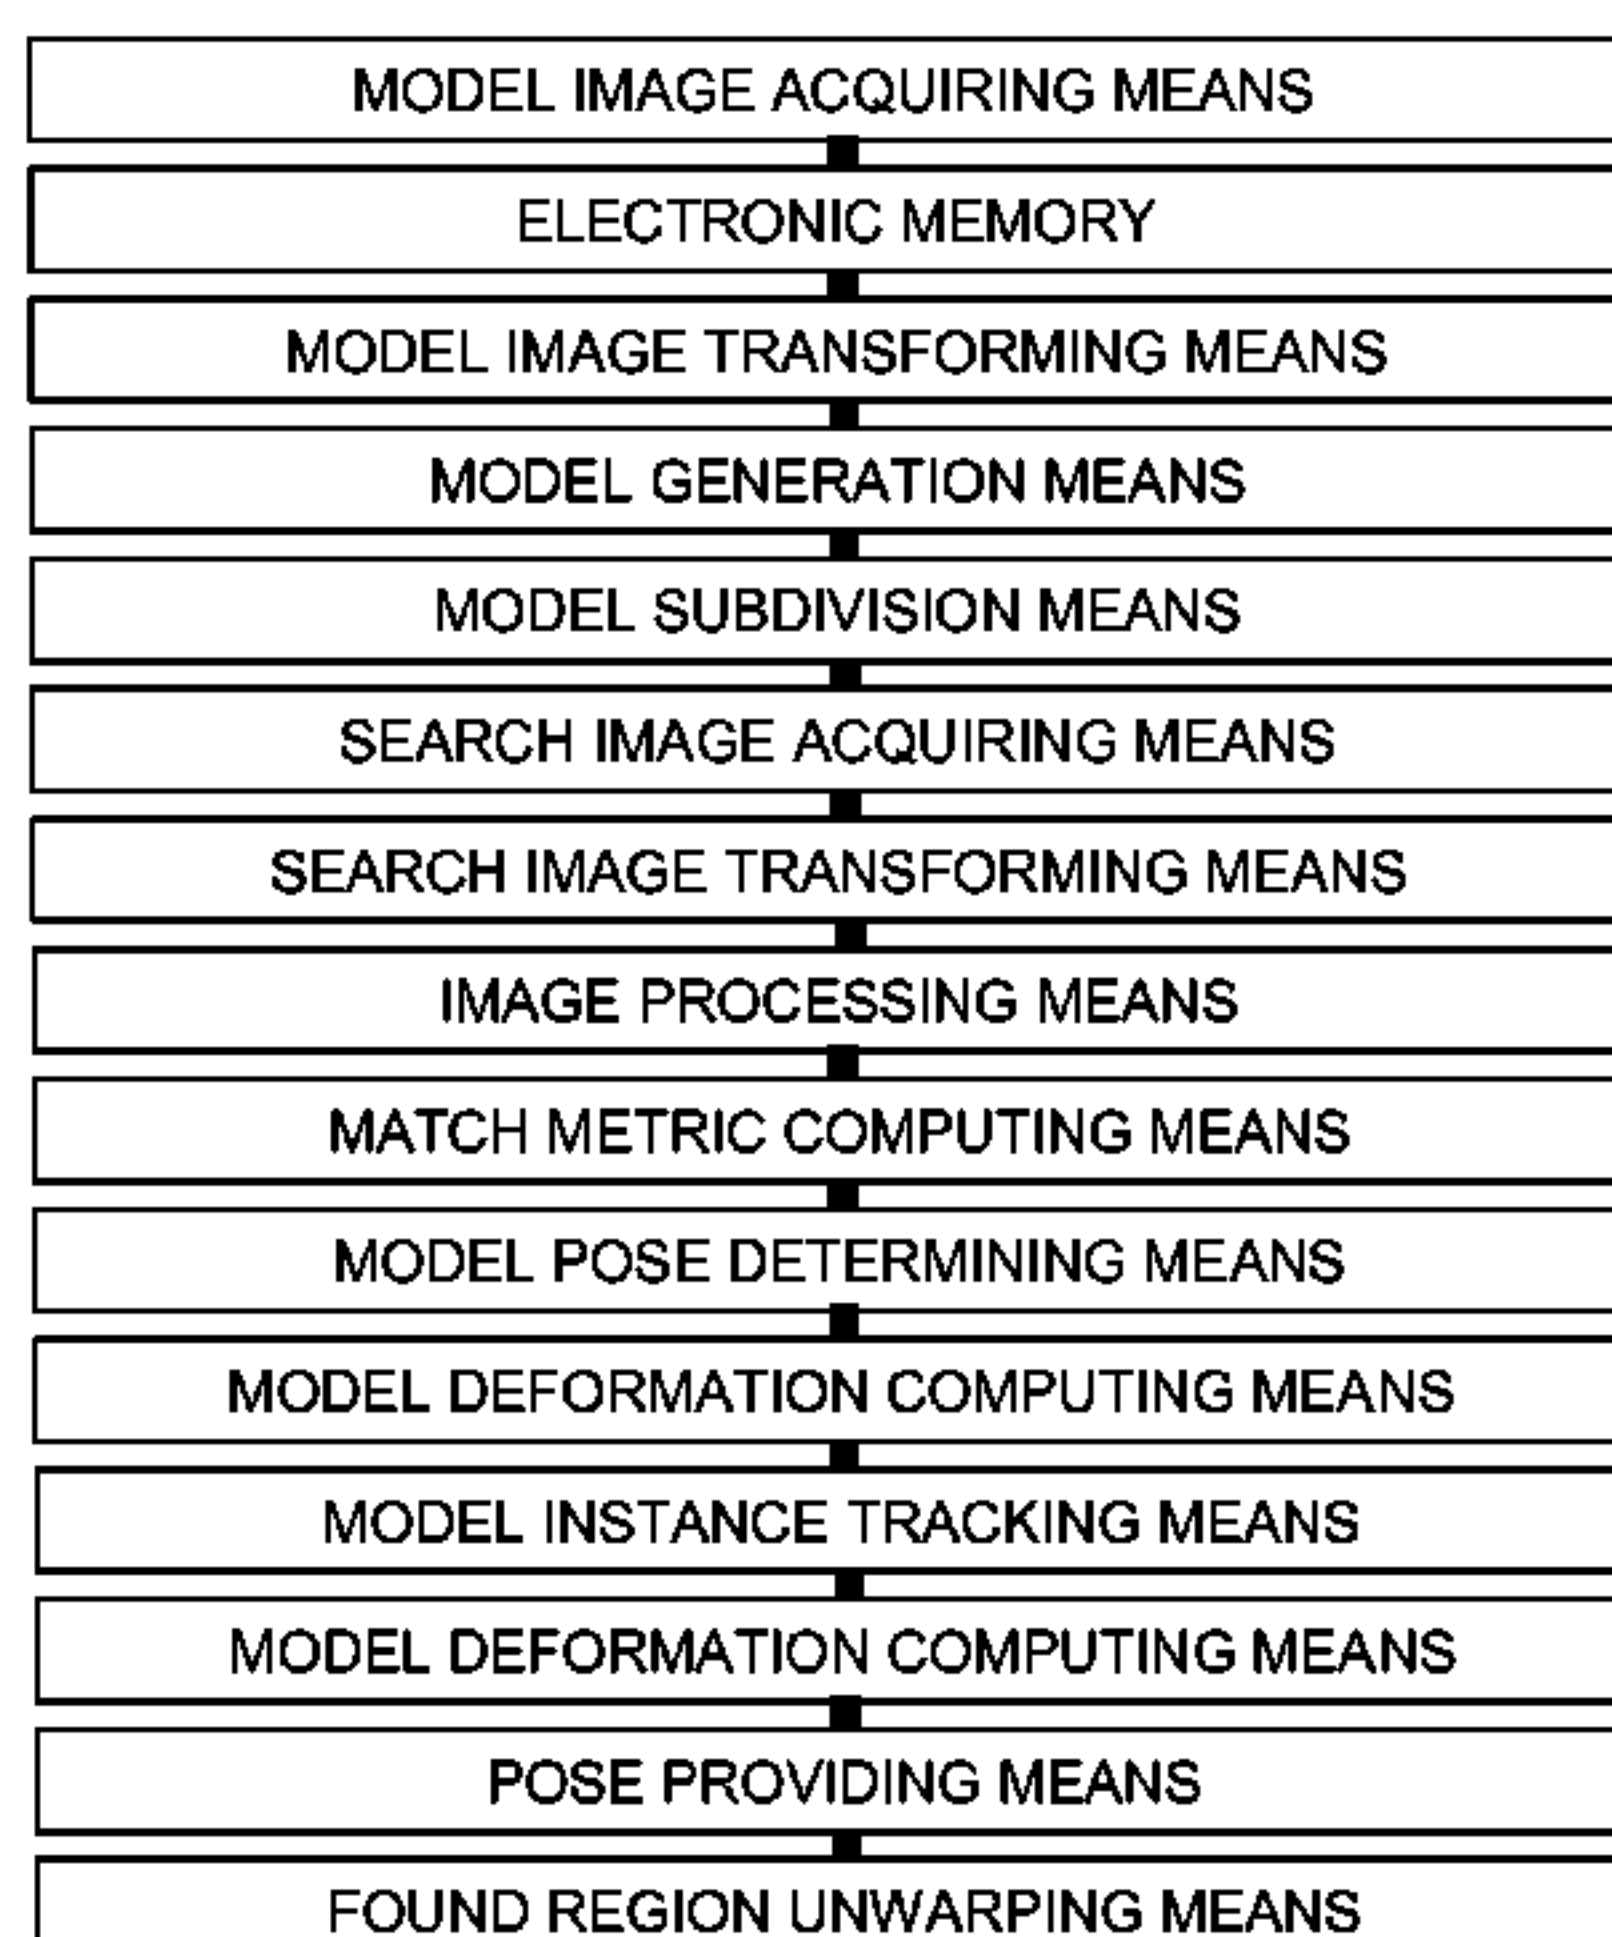 MODEL IMAGE ACQUIRING MEANS
ELECTRONIC MEMORY
MODEL IMAGE TRANSFORMING MEANS
MODEL GENERATION MEANS
MODEL SUBDIVISION MEANS
SEARCH IMAGE ACQUIRING MEANS
SEARCH IMAGE TRANSFORMING MEANS
IMAGE PROCESSING MEANS
MATCH METRIC COMPUTING MEANS
MODEL POSE DETERMINING MEANS
MODEL DEFORMATION COMPUTING MEANS
MODEL INSTANCE TRACKING MEANS
MODEL DEFORMATION COMPUTING MEANS
POSE PROVIDING MEANS
FOUND REGION UNWARPING MEANS